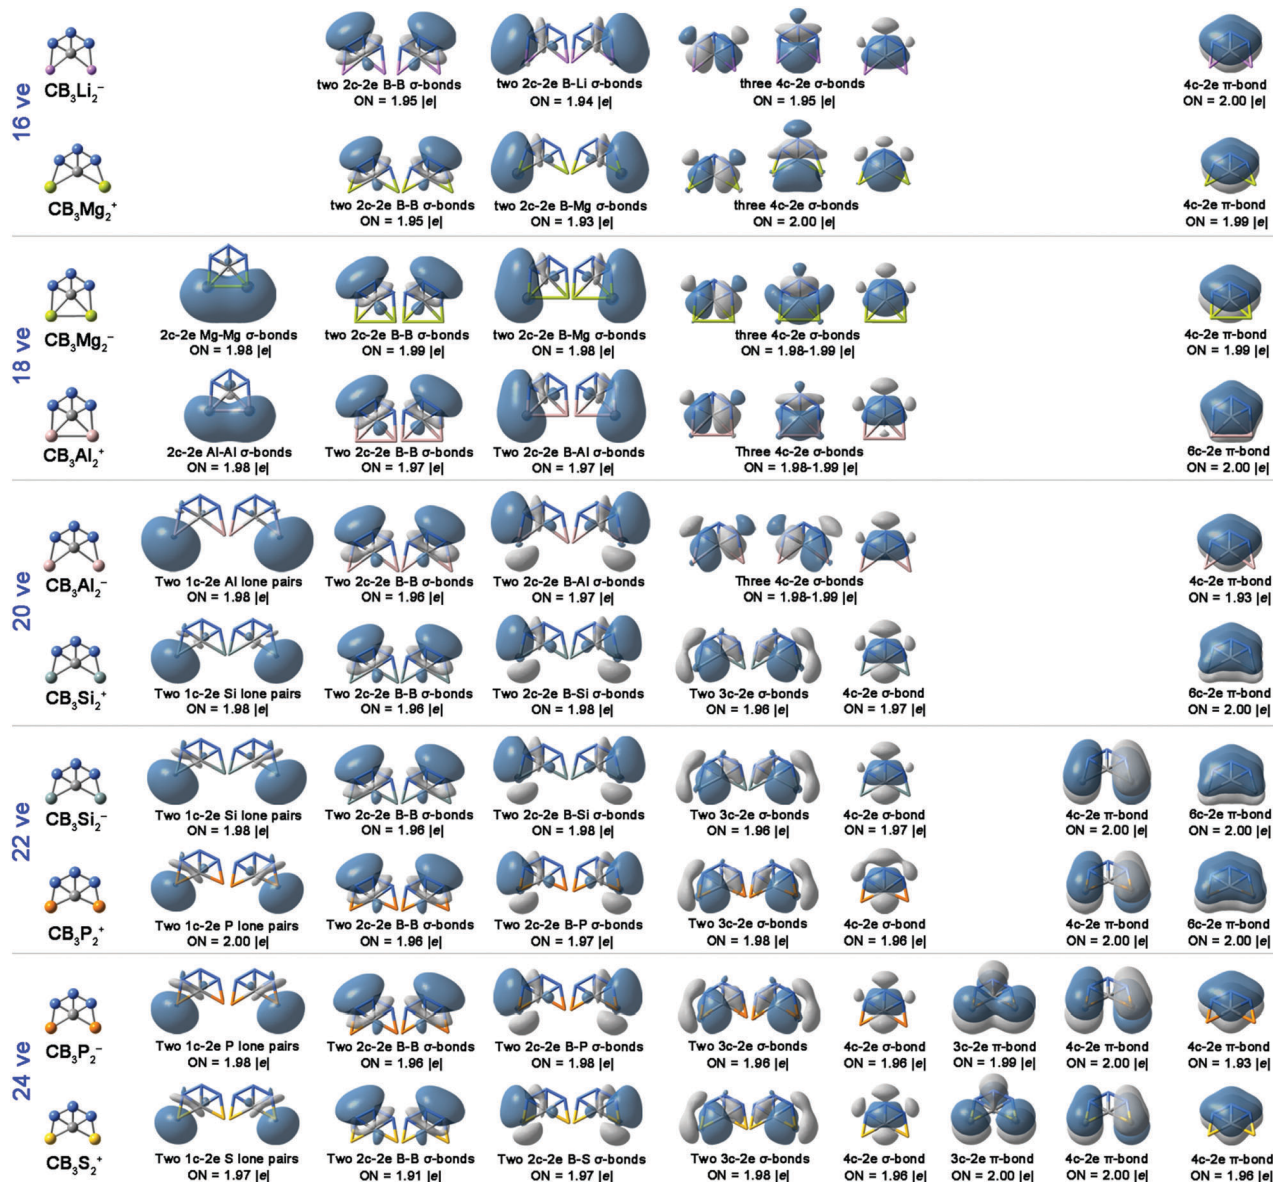 16 ve
CB₃Li₂⁻
two 2c-2e B-B σ-bonds
ON = 1.95 |e|
two 2c-2e B-Li σ-bonds
ON = 1.94 |e|
three 4c-2e σ-bonds
ON = 1.95 |e|
4c-2e π-bond
ON = 2.00 |e|
CB₃Mg₂⁺
two 2c-2e B-B σ-bonds
ON = 1.95 |e|
two 2c-2e B-Mg σ-bonds
ON = 1.93 |e|
three 4c-2e σ-bonds
ON = 2.00 |e|
4c-2e π-bond
ON = 1.99 |e|
18 ve
CB₃Mg₂⁻
2c-2e Mg-Mg σ-bonds
ON = 1.98 |e|
two 2c-2e B-B σ-bonds
ON = 1.99 |e|
two 2c-2e B-Mg σ-bonds
ON = 1.98 |e|
three 4c-2e σ-bonds
ON = 1.98-1.99 |e|
4c-2e π-bond
ON = 1.99 |e|
CB₃Al₂⁺
2c-2e Al-Al σ-bonds
ON = 1.98 |e|
Two 2c-2e B-B σ-bonds
ON = 1.97 |e|
Two 2c-2e B-Al σ-bonds
ON = 1.97 |e|
Three 4c-2e σ-bonds
ON = 1.98-1.99 |e|
6c-2e π-bond
ON = 2.00 |e|
20 ve
CB₃Al₂⁻
Two 1c-2e Al lone pairs
ON = 1.98 |e|
Two 2c-2e B-B σ-bonds
ON = 1.96 |e|
Two 2c-2e B-Al σ-bonds
ON = 1.97 |e|
Three 4c-2e σ-bonds
ON = 1.98-1.99 |e|
4c-2e π-bond
ON = 1.93 |e|
CB₃Si₂⁺
Two 1c-2e Si lone pairs
ON = 1.98 |e|
Two 2c-2e B-B σ-bonds
ON = 1.96 |e|
Two 2c-2e B-Si σ-bonds
ON = 1.98 |e|
Two 3c-2e σ-bonds
ON = 1.96 |e|
4c-2e σ-bond
ON = 1.97 |e|
6c-2e π-bond
ON = 2.00 |e|
22 ve
CB₃Si₂⁻
Two 1c-2e Si lone pairs
ON = 1.98 |e|
Two 2c-2e B-B σ-bonds
ON = 1.96 |e|
Two 2c-2e B-Si σ-bonds
ON = 1.98 |e|
Two 3c-2e σ-bonds
ON = 1.96 |e|
4c-2e σ-bond
ON = 1.97 |e|
4c-2e π-bond
ON = 2.00 |e|
6c-2e π-bond
ON = 2.00 |e|
CB₃P₂⁺
Two 1c-2e P lone pairs
ON = 2.00 |e|
Two 2c-2e B-B σ-bonds
ON = 1.96 |e|
Two 2c-2e B-P σ-bonds
ON = 1.97 |e|
Two 3c-2e σ-bonds
ON = 1.98 |e|
4c-2e σ-bond
ON = 1.96 |e|
4c-2e π-bond
ON = 2.00 |e|
6c-2e π-bond
ON = 2.00 |e|
24 ve
CB₃P₂⁻
Two 1c-2e P lone pairs
ON = 1.98 |e|
Two 2c-2e B-B σ-bonds
ON = 1.96 |e|
Two 2c-2e B-P σ-bonds
ON = 1.98 |e|
Two 3c-2e σ-bonds
ON = 1.96 |e|
4c-2e σ-bond
ON = 1.96 |e|
3c-2e π-bond
ON = 1.99 |e|
4c-2e π-bond
ON = 2.00 |e|
4c-2e π-bond
ON = 1.93 |e|
CB₃S₂⁺
Two 1c-2e S lone pairs
ON = 1.97 |e|
Two 2c-2e B-B σ-bonds
ON = 1.91 |e|
Two 2c-2e B-S σ-bonds
ON = 1.97 |e|
Two 3c-2e σ-bonds
ON = 1.98 |e|
4c-2e σ-bond
ON = 1.96 |e|
3c-2e π-bond
ON = 2.00 |e|
4c-2e π-bond
ON = 2.00 |e|
4c-2e π-bond
ON = 1.96 |e|